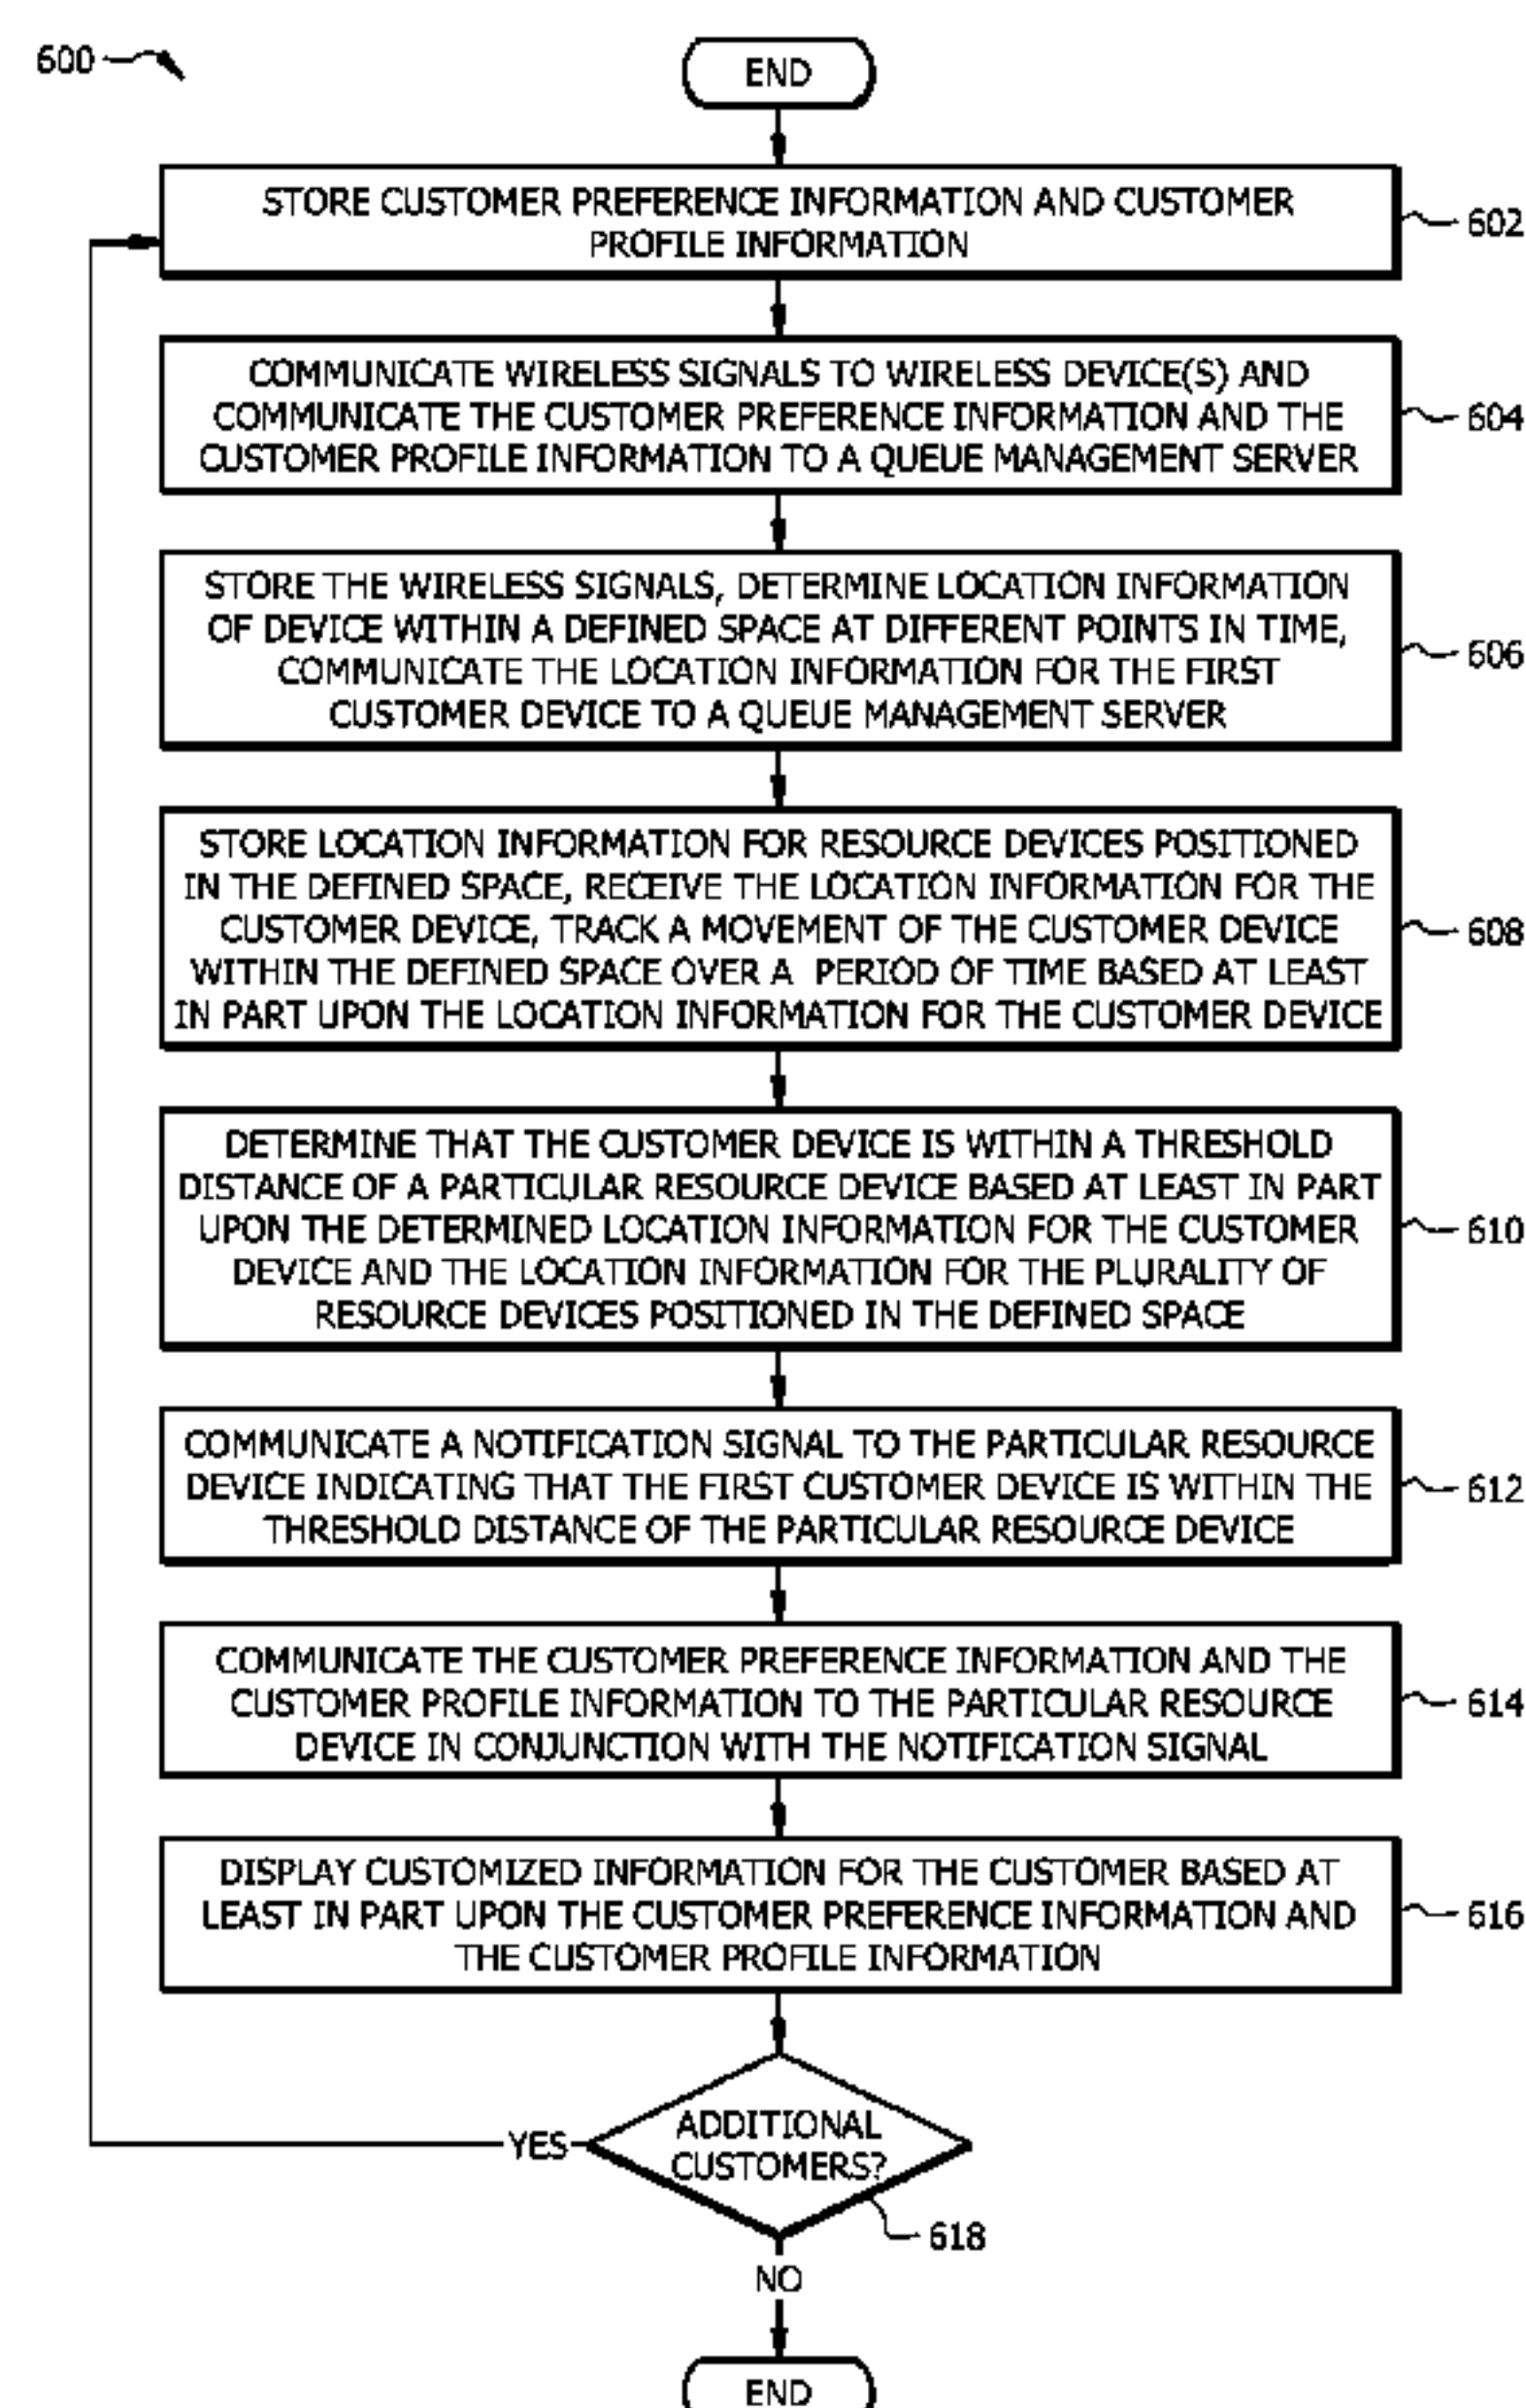 600
END
STORE CUSTOMER PREFERENCE INFORMATION AND CUSTOMER
PROFILE INFORMATION
602
COMMUNICATE WIRELESS SIGNALS TO WIRELESS DEVICE(S) AND
COMMUNICATE THE CUSTOMER PREFERENCE INFORMATION AND THE
CUSTOMER PROFILE INFORMATION TO A QUEUE MANAGEMENT SERVER
604
STORE THE WIRELESS SIGNALS, DETERMINE LOCATION INFORMATION
OF DEVICE WITHIN A DEFINED SPACE AT DIFFERENT POINTS IN TIME,
COMMUNICATE THE LOCATION INFORMATION FOR THE FIRST
CUSTOMER DEVICE TO A QUEUE MANAGEMENT SERVER
606
STORE LOCATION INFORMATION FOR RESOURCE DEVICES POSITIONED
IN THE DEFINED SPACE, RECEIVE THE LOCATION INFORMATION FOR THE
CUSTOMER DEVICE, TRACK A MOVEMENT OF THE CUSTOMER DEVICE
WITHIN THE DEFINED SPACE OVER A PERIOD OF TIME BASED AT LEAST
IN PART UPON THE LOCATION INFORMATION FOR THE CUSTOMER DEVICE
608
DETERMINE THAT THE CUSTOMER DEVICE IS WITHIN A THRESHOLD
DISTANCE OF A PARTICULAR RESOURCE DEVICE BASED AT LEAST IN PART
UPON THE DETERMINED LOCATION INFORMATION FOR THE CUSTOMER
DEVICE AND THE LOCATION INFORMATION FOR THE PLURALITY OF
RESOURCE DEVICES POSITIONED IN THE DEFINED SPACE
610
COMMUNICATE A NOTIFICATION SIGNAL TO THE PARTICULAR RESOURCE
DEVICE INDICATING THAT THE FIRST CUSTOMER DEVICE IS WITHIN THE
THRESHOLD DISTANCE OF THE PARTICULAR RESOURCE DEVICE
612
COMMUNICATE THE CUSTOMER PREFERENCE INFORMATION AND THE
CUSTOMER PROFILE INFORMATION TO THE PARTICULAR RESOURCE
DEVICE IN CONJUNCTION WITH THE NOTIFICATION SIGNAL
614
DISPLAY CUSTOMIZED INFORMATION FOR THE CUSTOMER BASED AT
LEAST IN PART UPON THE CUSTOMER PREFERENCE INFORMATION AND
THE CUSTOMER PROFILE INFORMATION
616
YES
ADDITIONAL
CUSTOMERS?
618
NO
END